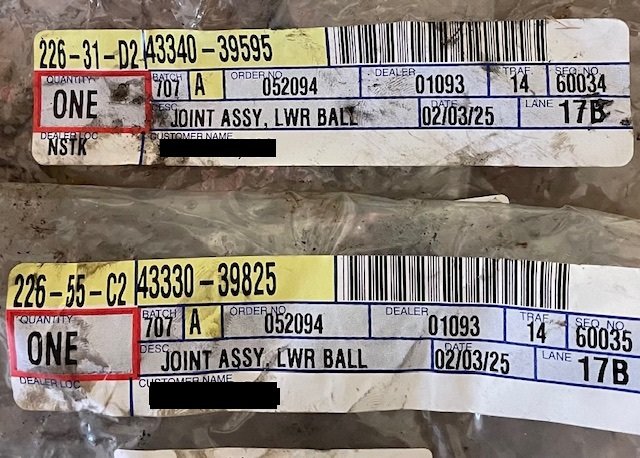 226-31-D2 43340-39595
QUANTITY BATCH ORDER NO. DEALER TRAF. SEQ. NO.
ONE 707 A 052094 01093 14 60034
DESC. DATE LANE
JOINT ASSY, LWR BALL 02/03/25 17B
DEALER LOC CUSTOMER NAME
NSTK
226-55-C2 43330-39825
QUANTITY BATCH ORDER NO. DEALER TRAF. SEQ. NO.
ONE 707 A 052094 01093 14 60035
DESC. DATE LANE
JOINT ASSY, LWR BALL 02/03/25 17B
DEALER LOC CUSTOMER NAME